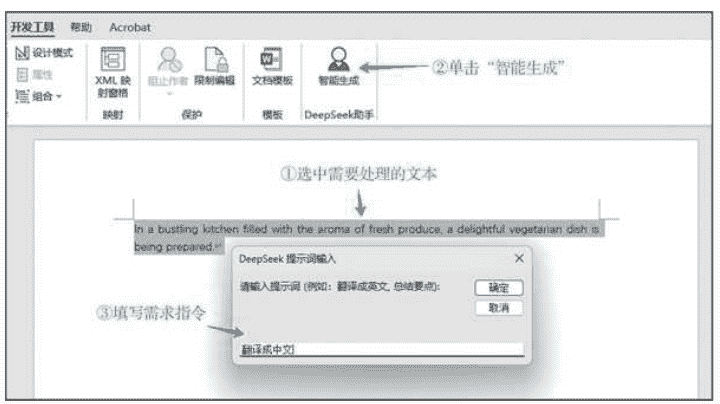 开发工具 帮助 Acrobat
设计模式
属性
组合
XML 映射窗格
映射
阻止作者 限制编辑
保护
文档模板
模板
智能生成
DeepSeek助手
②单击“智能生成”
①选中需要处理的文本
In a bustling kitchen filled with the aroma of fresh produce, a delightful vegetarian dish is
being prepared.
DeepSeek 提示词输入
请输入提示词 (例如：翻译成英文, 总结要点):
确定
取消
③填写需求指令
翻译成中文